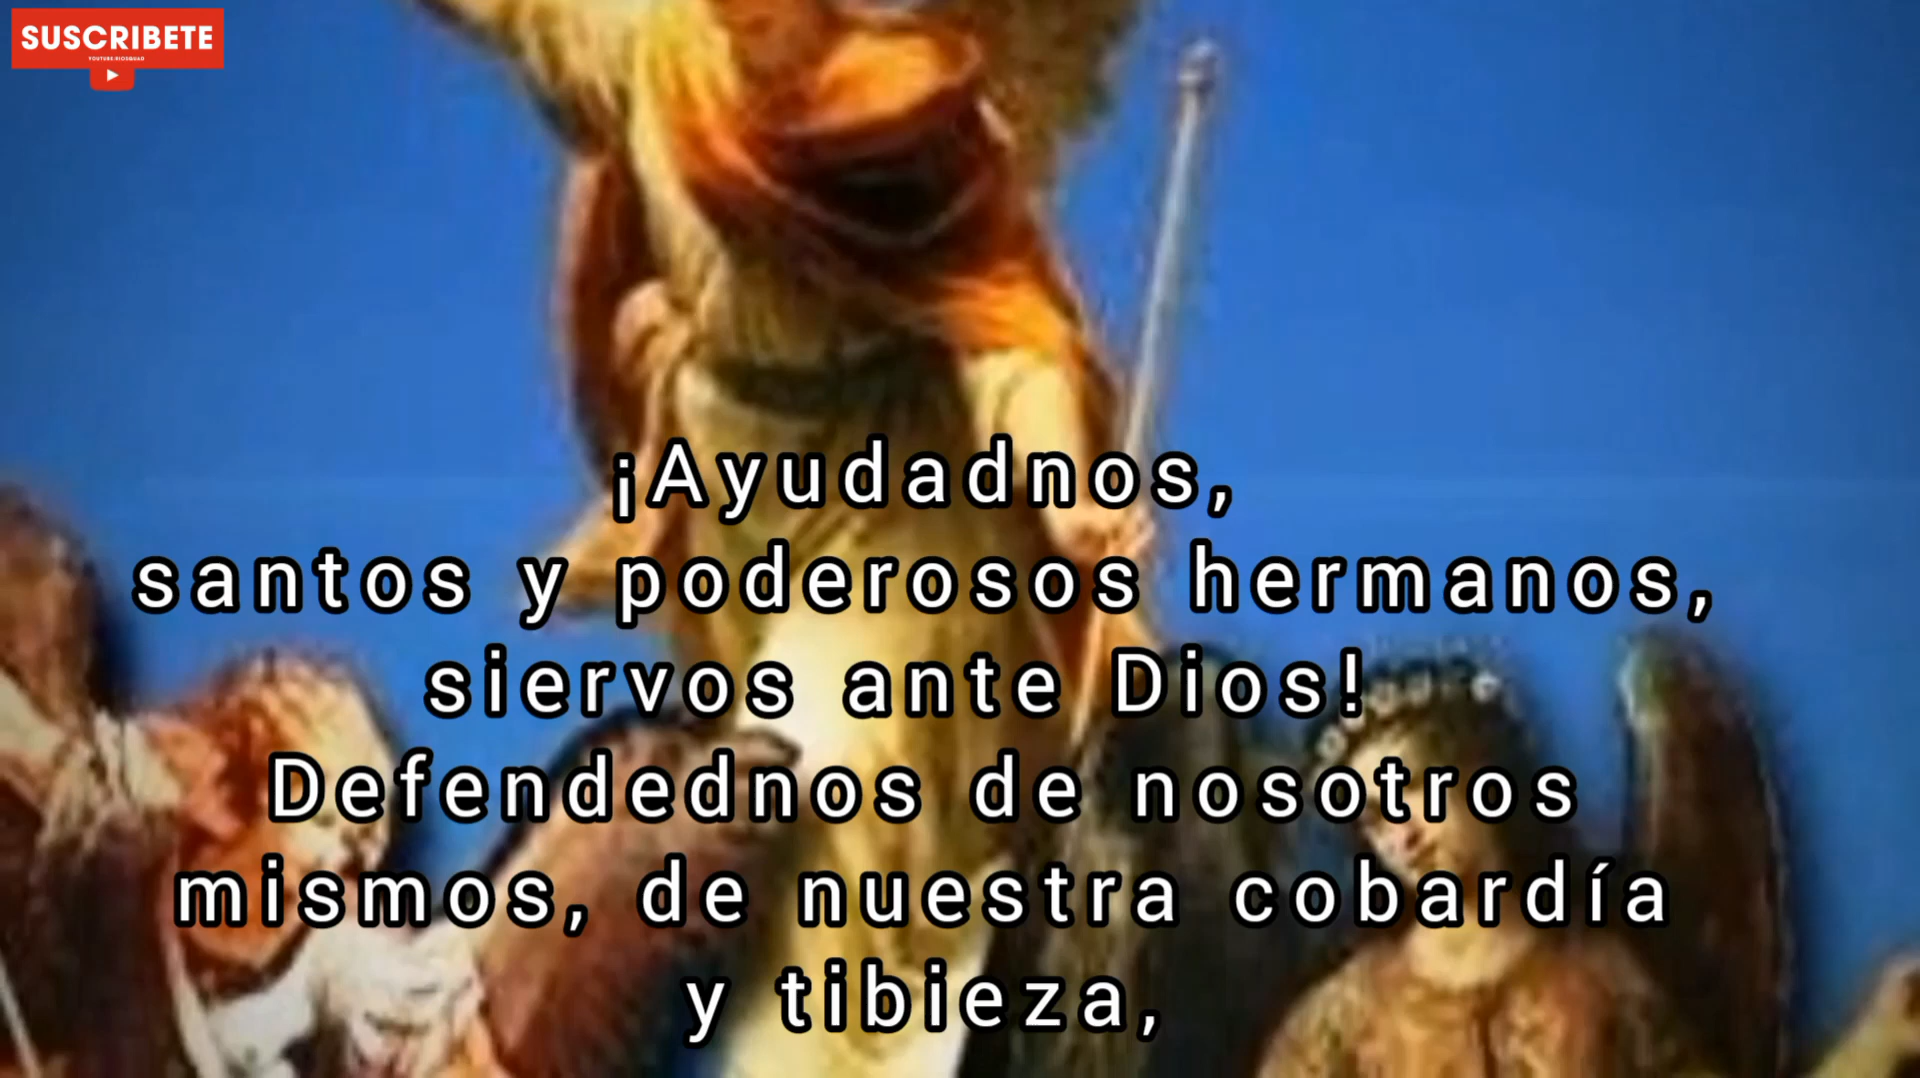 SUSCRIBETE
¡Ayudadnos,
santos y poderosos hermanos,
siervos ante Dios!
Defendednos de nosotros
mismos, de nuestra cobardía
y tibieza,